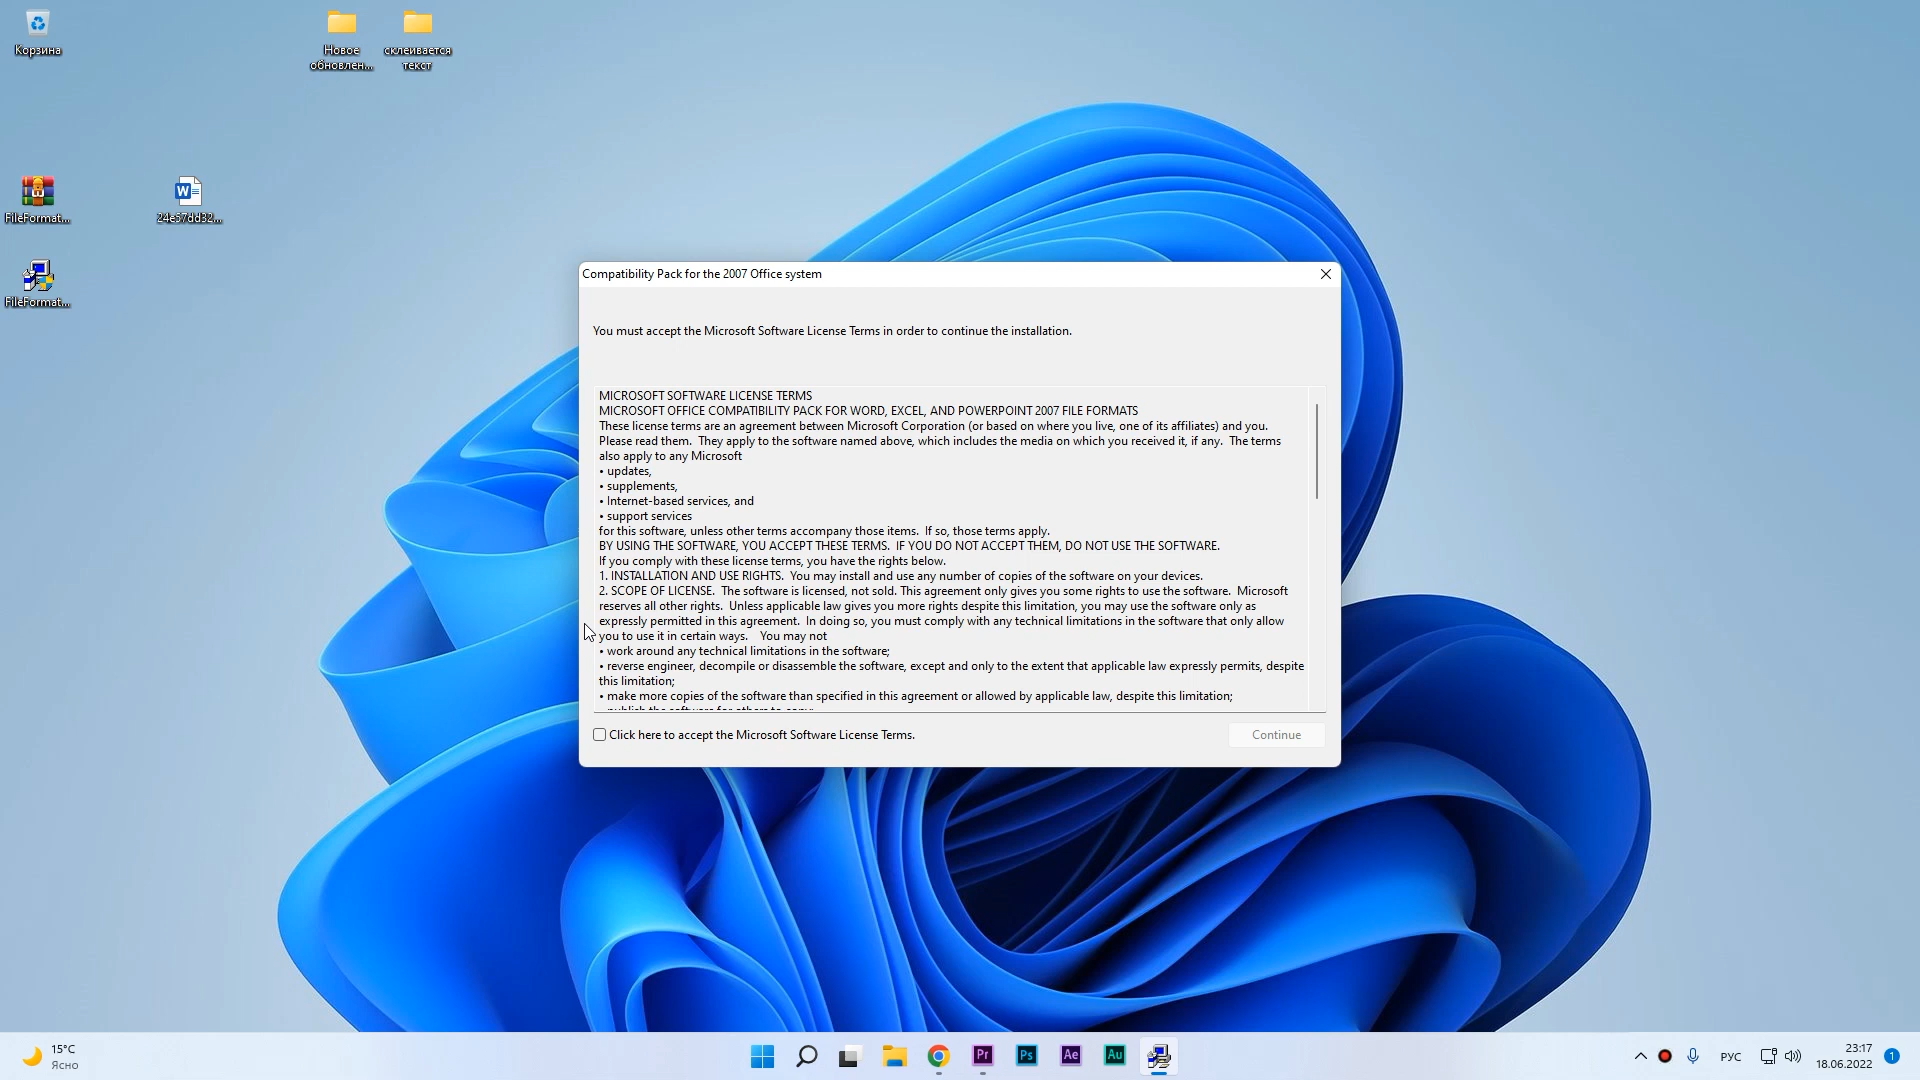 Корзина
Новое
обновлен...
склеивается
текст
FileFormat...
24e57dd32...
FileFormat...
Compatibility Pack for the 2007 Office system
You must accept the Microsoft Software License Terms in order to continue the installation.
MICROSOFT SOFTWARE LICENSE TERMS
MICROSOFT OFFICE COMPATIBILITY PACK FOR WORD, EXCEL, AND POWERPOINT 2007 FILE FORMATS
These license terms are an agreement between Microsoft Corporation (or based on where you live, one of its affiliates) and you.
Please read them.  They apply to the software named above, which includes the media on which you received it, if any.  The terms
also apply to any Microsoft
• updates,
• supplements,
• Internet-based services, and
• support services
for this software, unless other terms accompany those items.  If so, those terms apply.
BY USING THE SOFTWARE, YOU ACCEPT THESE TERMS.  IF YOU DO NOT ACCEPT THEM, DO NOT USE THE SOFTWARE.
If you comply with these license terms, you have the rights below.
1. INSTALLATION AND USE RIGHTS.  You may install and use any number of copies of the software on your devices.
2. SCOPE OF LICENSE.  The software is licensed, not sold. This agreement only gives you some rights to use the software.  Microsoft
reserves all other rights.  Unless applicable law gives you more rights despite this limitation, you may use the software only as
expressly permitted in this agreement.  In doing so, you must comply with any technical limitations in the software that only allow
you to use it in certain ways.    You may not
• work around any technical limitations in the software;
• reverse engineer, decompile or disassemble the software, except and only to the extent that applicable law expressly permits, despite
this limitation;
• make more copies of the software than specified in this agreement or allowed by applicable law, despite this limitation;
• publish the software for others to copy;
Click here to accept the Microsoft Software License Terms.
Continue
15°C
Ясно
Pr
Ps
Ae
Au
РУС
23:17
18.06.2022
1